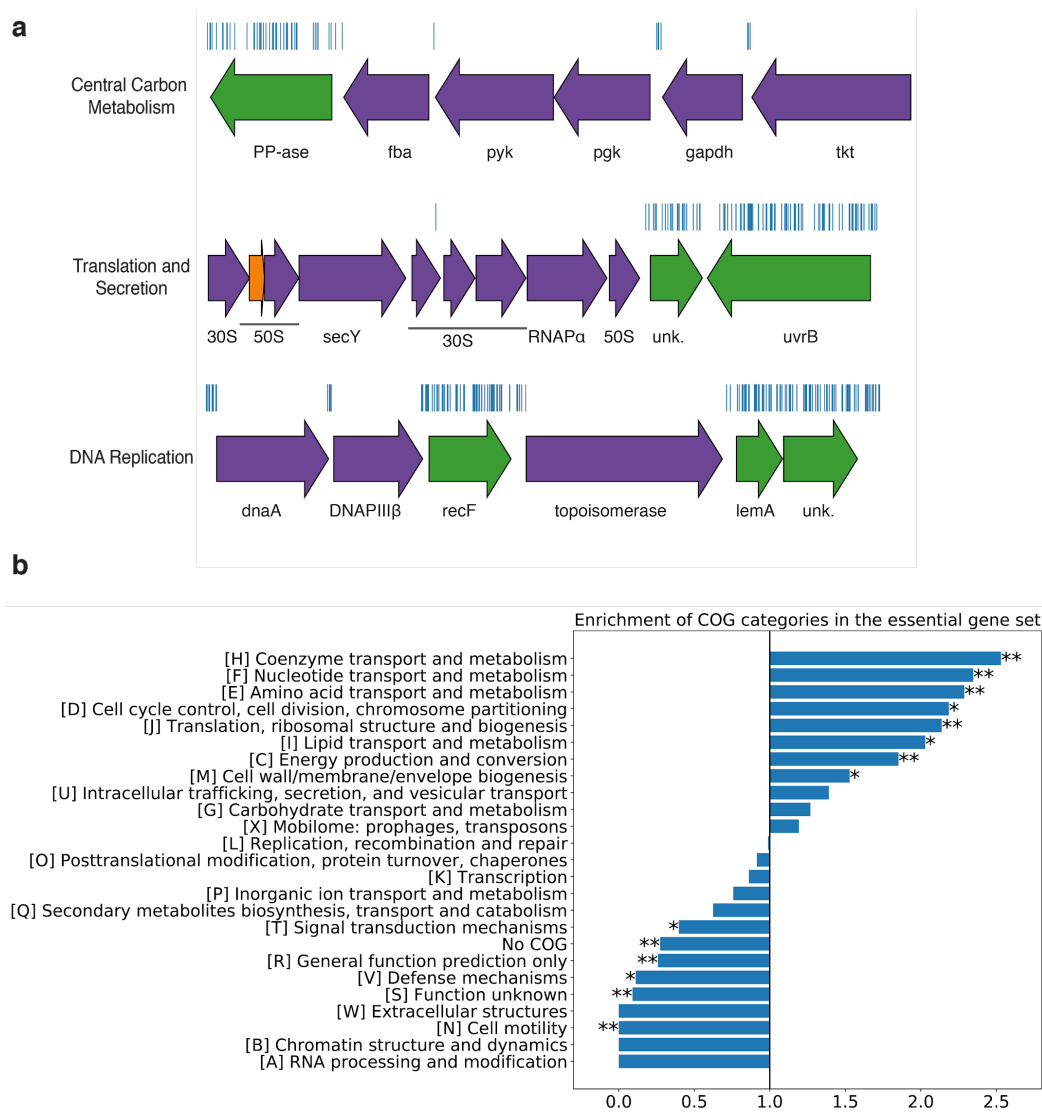 a
Central Carbon
Metabolism
PP-ase fba pyk pgk gapdh tkt
Translation and
Secretion
30S 50S secY 30S RNAPα 50S unk. uvrB
DNA Replication
dnaA DNAPIIIβ recF topoisomerase lemA unk.
b
Enrichment of COG categories in the essential gene set
[H] Coenzyme transport and metabolism **
[F] Nucleotide transport and metabolism **
[E] Amino acid transport and metabolism **
[D] Cell cycle control, cell division, chromosome partitioning *
[J] Translation, ribosomal structure and biogenesis **
[I] Lipid transport and metabolism *
[C] Energy production and conversion **
[M] Cell wall/membrane/envelope biogenesis *
[U] Intracellular trafficking, secretion, and vesicular transport
[G] Carbohydrate transport and metabolism
[X] Mobilome: prophages, transposons
[L] Replication, recombination and repair
[O] Posttranslational modification, protein turnover, chaperones
[K] Transcription
[P] Inorganic ion transport and metabolism
[Q] Secondary metabolites biosynthesis, transport and catabolism
[T] Signal transduction mechanisms *
No COG **
[R] General function prediction only **
[V] Defense mechanisms *
[S] Function unknown **
[W] Extracellular structures
[N] Cell motility **
[B] Chromatin structure and dynamics
[A] RNA processing and modification
0.0 0.5 1.0 1.5 2.0 2.5